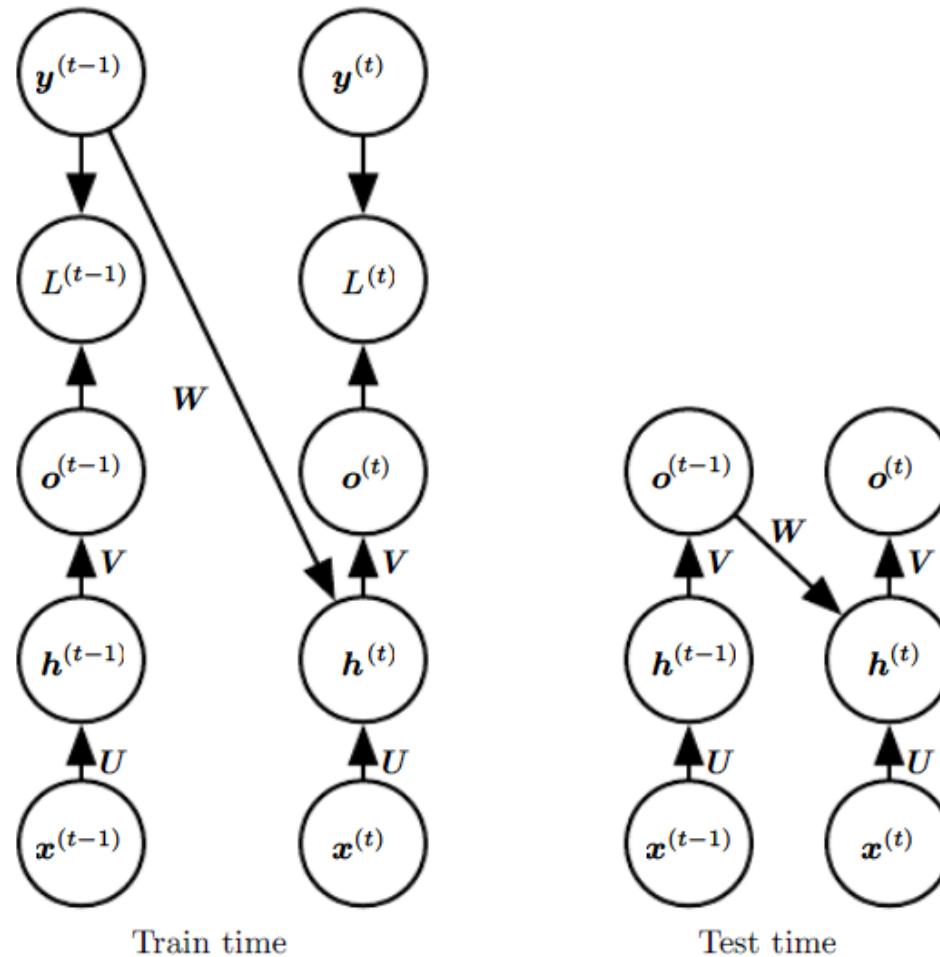 y^(t−1) y^(t)
L^(t−1) L^(t)
W
o^(t−1) o^(t) o^(t−1) o^(t)
W
V V V V
h^(t−1) h^(t) h^(t−1) h^(t)
U U U U
x^(t−1) x^(t) x^(t−1) x^(t)
Train time Test time